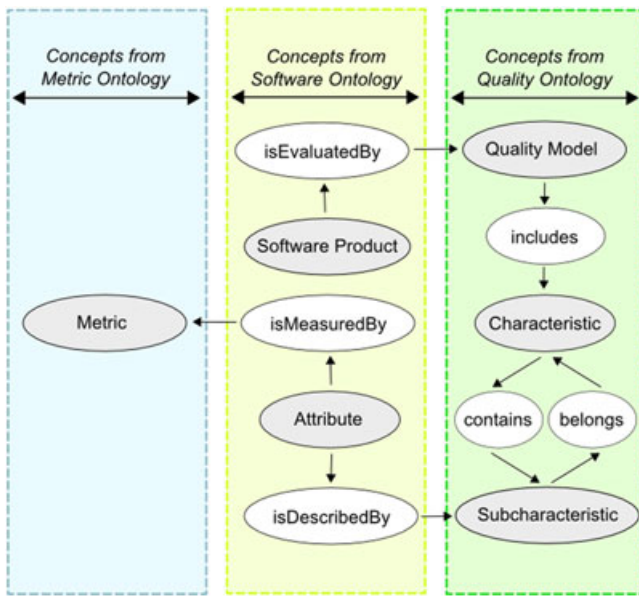 Concepts from
Metric Ontology
Concepts from
Software Ontology
Concepts from
Quality Ontology
isEvaluatedBy
Quality Model
Software Product
includes
Metric
isMeasuredBy
Characteristic
Attribute
contains
belongs
isDescribedBy
Subcharacteristic